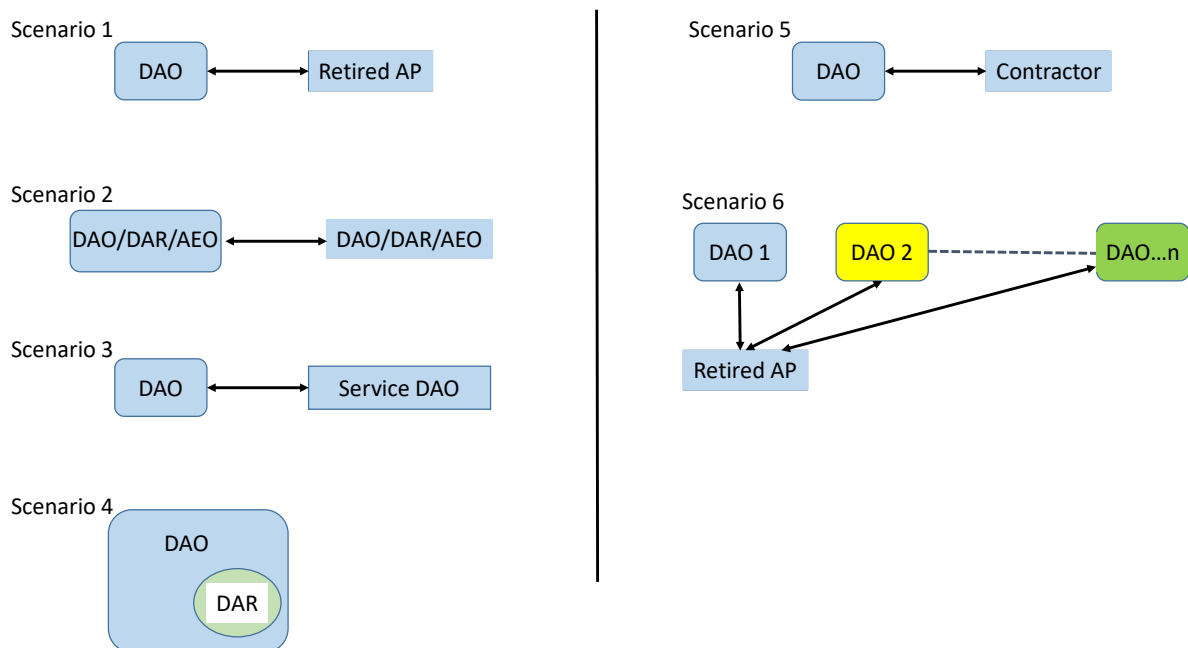 Scenario 1
DAO
Retired AP
Scenario 2
DAO/DAR/AEO
DAO/DAR/AEO
Scenario 3
DAO
Service DAO
Scenario 4
DAO
DAR
Scenario 5
DAO
Contractor
Scenario 6
DAO 1
DAO 2
DAO...n
Retired AP